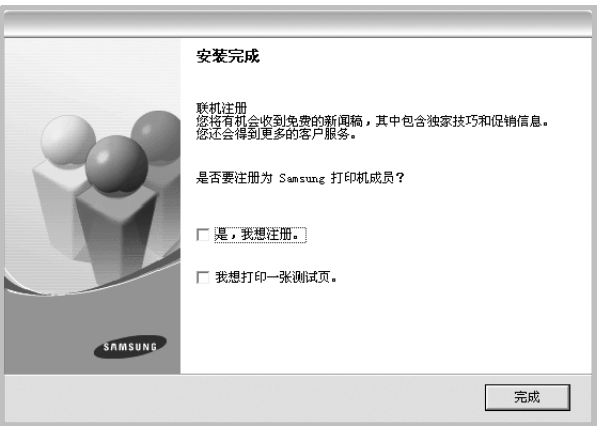 安装完成
联机注册
您将有机会收到免费的新闻稿，其中包含独家技巧和促销信息。
您还会得到更多的客户服务。
是否要注册为 Samsung 打印机成员？
是，我想注册。
我想打印一张测试页。
SAMSUNG
完成